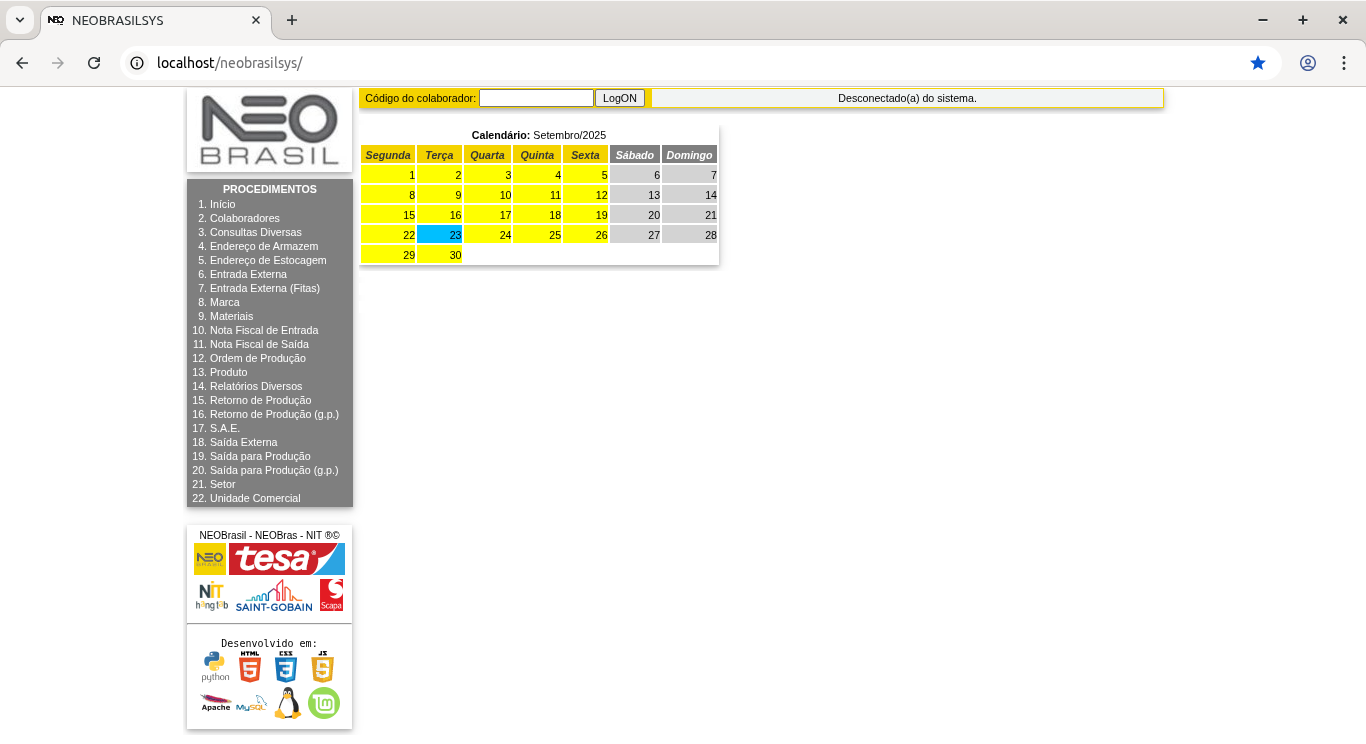 NEOBRASILSYS
localhost/neobrasilsys/
NEO
BRASIL
Código do colaborador: LogON Desconectado(a) do sistema.
Calendário: Setembro/2025
Segunda Terça Quarta Quinta Sexta Sábado Domingo
1 2 3 4 5 6 7
8 9 10 11 12 13 14
15 16 17 18 19 20 21
22 23 24 25 26 27 28
29 30
PROCEDIMENTOS
1. Início
2. Colaboradores
3. Consultas Diversas
4. Endereço de Armazem
5. Endereço de Estocagem
6. Entrada Externa
7. Entrada Externa (Fitas)
8. Marca
9. Materiais
10. Nota Fiscal de Entrada
11. Nota Fiscal de Saída
12. Ordem de Produção
13. Produto
14. Relatórios Diversos
15. Retorno de Produção
16. Retorno de Produção (g.p.)
17. S.A.E.
18. Saída Externa
19. Saída para Produção
20. Saída para Produção (g.p.)
21. Setor
22. Unidade Comercial
NEOBrasil - NEOBras - NIT ®©
NEO
BRASIL
tesa®
NiT
hangtab
SAINT-GOBAIN
Scapa
Desenvolvido em:
python
HTML
5
CSS
3
JS
5
Apache
MySQL